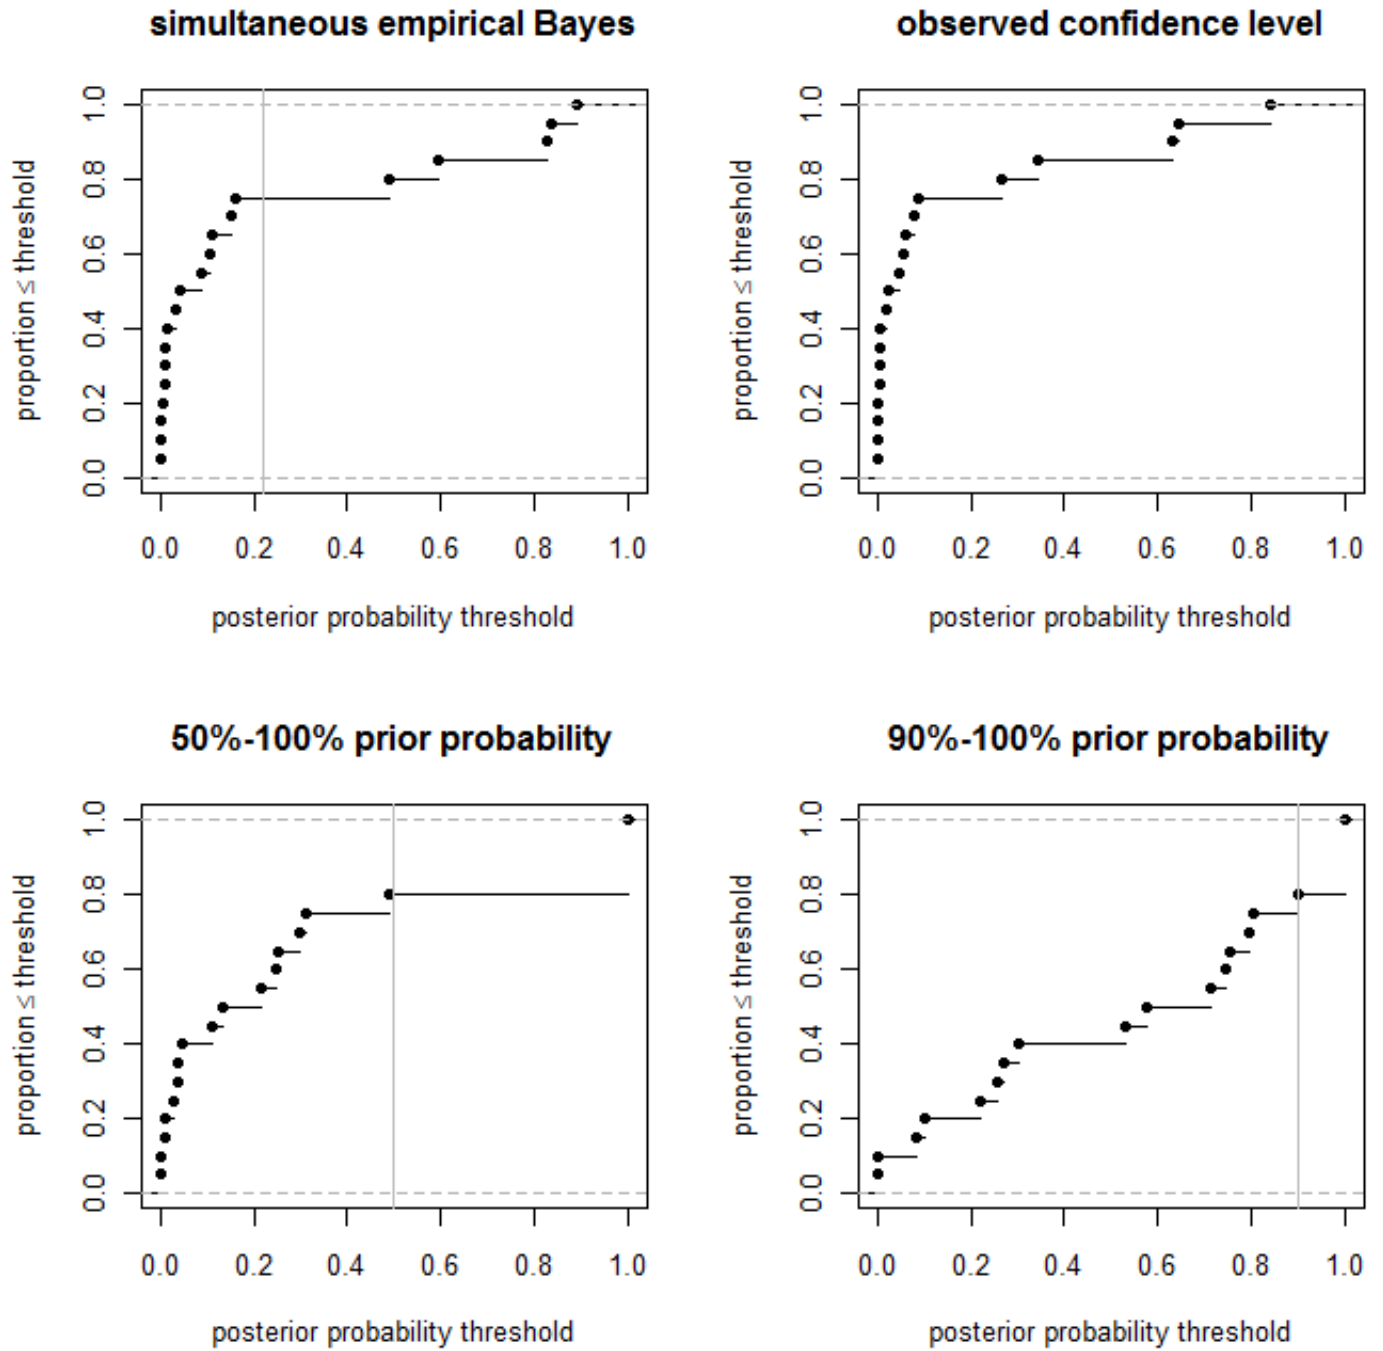 simultaneous empirical Bayes
proportion ≤ threshold
0.0 0.2 0.4 0.6 0.8 1.0
0.0 0.2 0.4 0.6 0.8 1.0
posterior probability threshold
observed confidence level
proportion ≤ threshold
0.0 0.2 0.4 0.6 0.8 1.0
0.0 0.2 0.4 0.6 0.8 1.0
posterior probability threshold
50%-100% prior probability
proportion ≤ threshold
0.0 0.2 0.4 0.6 0.8 1.0
0.0 0.2 0.4 0.6 0.8 1.0
posterior probability threshold
90%-100% prior probability
proportion ≤ threshold
0.0 0.2 0.4 0.6 0.8 1.0
0.0 0.2 0.4 0.6 0.8 1.0
posterior probability threshold